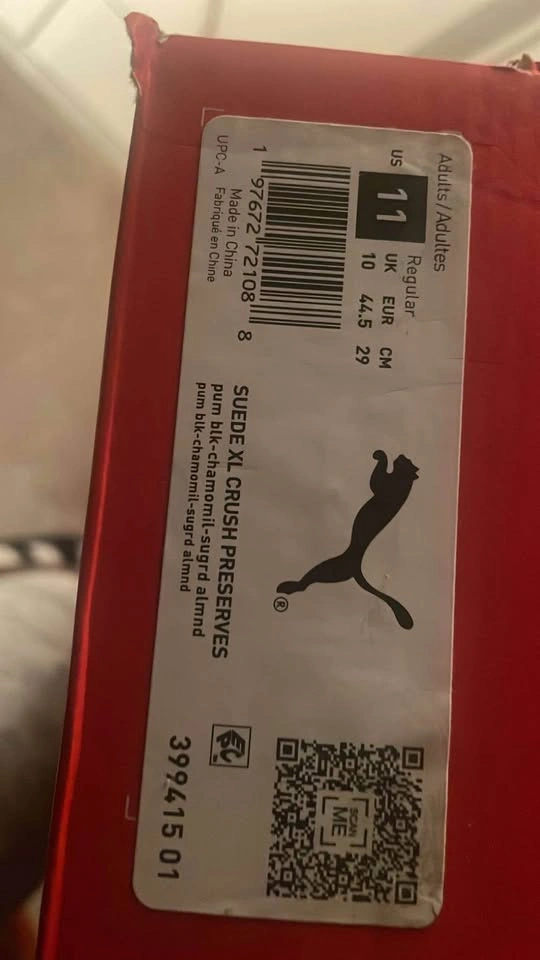 Adults/Adultes
Regular
US UK EUR CM
11 10 44.5 29
1 97672 72108 8
UPC-A
Made in China
Fabriqué en Chine
®
SUEDE XL CRUSH PRESERVES
pum blk-chamomil-sugrd almnd
pum blk-chamomil-sugrd almnd
SCAN
ME
399415 01